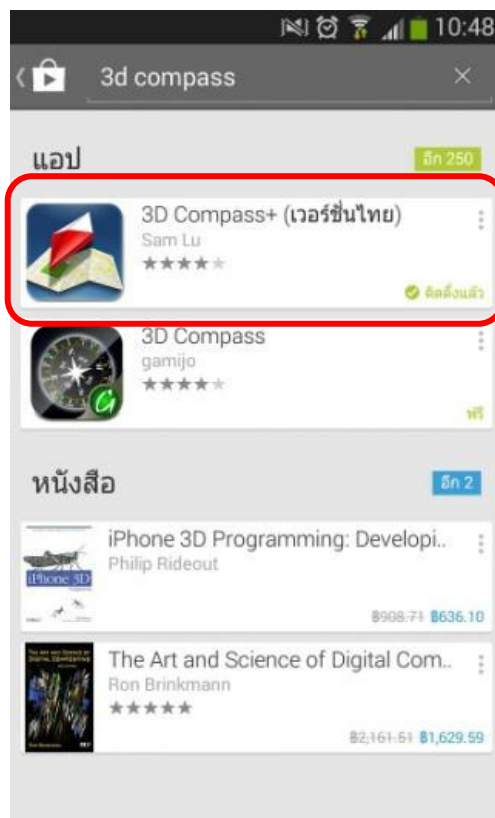 10:48
3d compass
แอป
อีก 250
3D Compass+ (เวอร์ชั่นไทย)
Sam Lu
ติดตั้งแล้ว
3D Compass
gamijo
ฟรี
หนังสือ
อีก 2
iPhone 3D Programming: Developi..
Philip Rideout
iPhone 3D
฿908.71 ฿636.10
The Art and Science of Digital Com..
Ron Brinkmann
฿2,161.51 ฿1,629.59